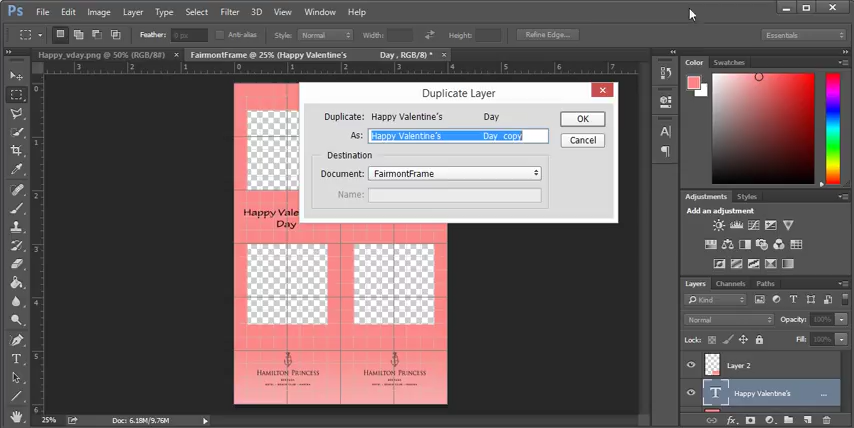 Ps File Edit Image Layer Type Select Filter 3D View Window Help
Feather: 0 px Anti-alias Style: Normal Width: Height: Refine Edge... Essentials
Happy_vday.png @ 50% (RGB/8#) × FairmontFrame @ 25% (Happy Valentine's Day , RGB/8) * ×
Duplicate Layer
Duplicate: Happy Valentine's Day
As: Happy Valentine's Day copy
OK
Cancel
Destination
Document: FairmontFrame
Name:
Happy Vale
Day
HAMILTON PRINCESS
HAMILTON PRINCESS
Color Swatches
Adjustments Styles
Add an adjustment
Layers Channels Paths
Kind
Normal Opacity: 100%
Lock: Fill: 100%
Layer 2
T Happy Valentine's ...
25% Doc: 6.18M/9.76M